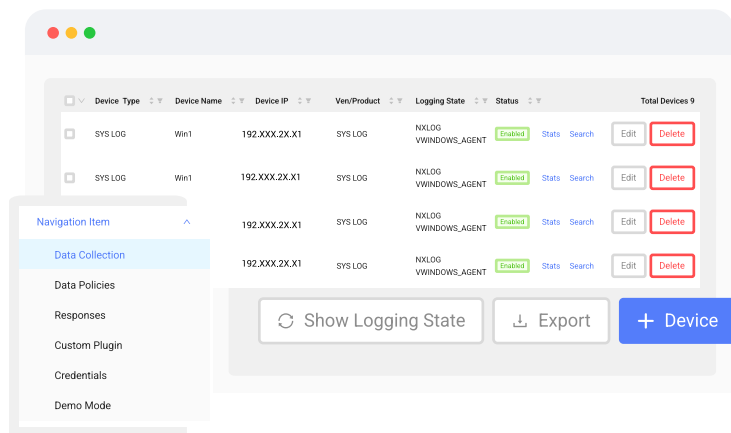 Device Type Device Name Device IP Ven/Product Logging State Status Total Devices 9
SYS LOG Win1 192.XXX.2X.X1 SYS LOG NXLOG VWINDOWS_AGENT Enabled Stats Search Edit Delete
SYS LOG Win1 192.XXX.2X.X1 SYS LOG NXLOG VWINDOWS_AGENT Enabled Stats Search Edit Delete
192.XXX.2X.X1 SYS LOG NXLOG VWINDOWS_AGENT Enabled Stats Search Edit Delete
192.XXX.2X.X1 SYS LOG NXLOG VWINDOWS_AGENT Enabled Stats Search Edit Delete
Navigation Item
Data Collection
Data Policies
Responses
Custom Plugin
Credentials
Demo Mode
Show Logging State Export + Device